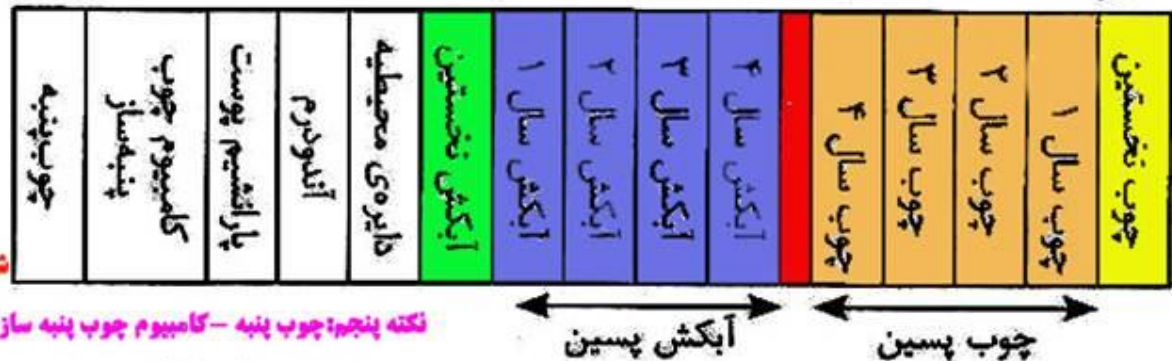 چوب نخستین
چوب سال ۱
چوب سال ۲
چوب سال ۳
چوب سال ۴
آبکش سال ۴
آبکش سال ۳
آبکش سال ۲
آبکش سال ۱
آبکش نخستین
دایره‌ی محیطیه
آندودرم
پارانشیم پوست
کامبیوم چوب
پنبه‌ساز
چوب‌پنبه
چوب پسین
آبکش پسین
نکته پنجم:چوب پنبه –کامبیوم چوب پنبه ساز